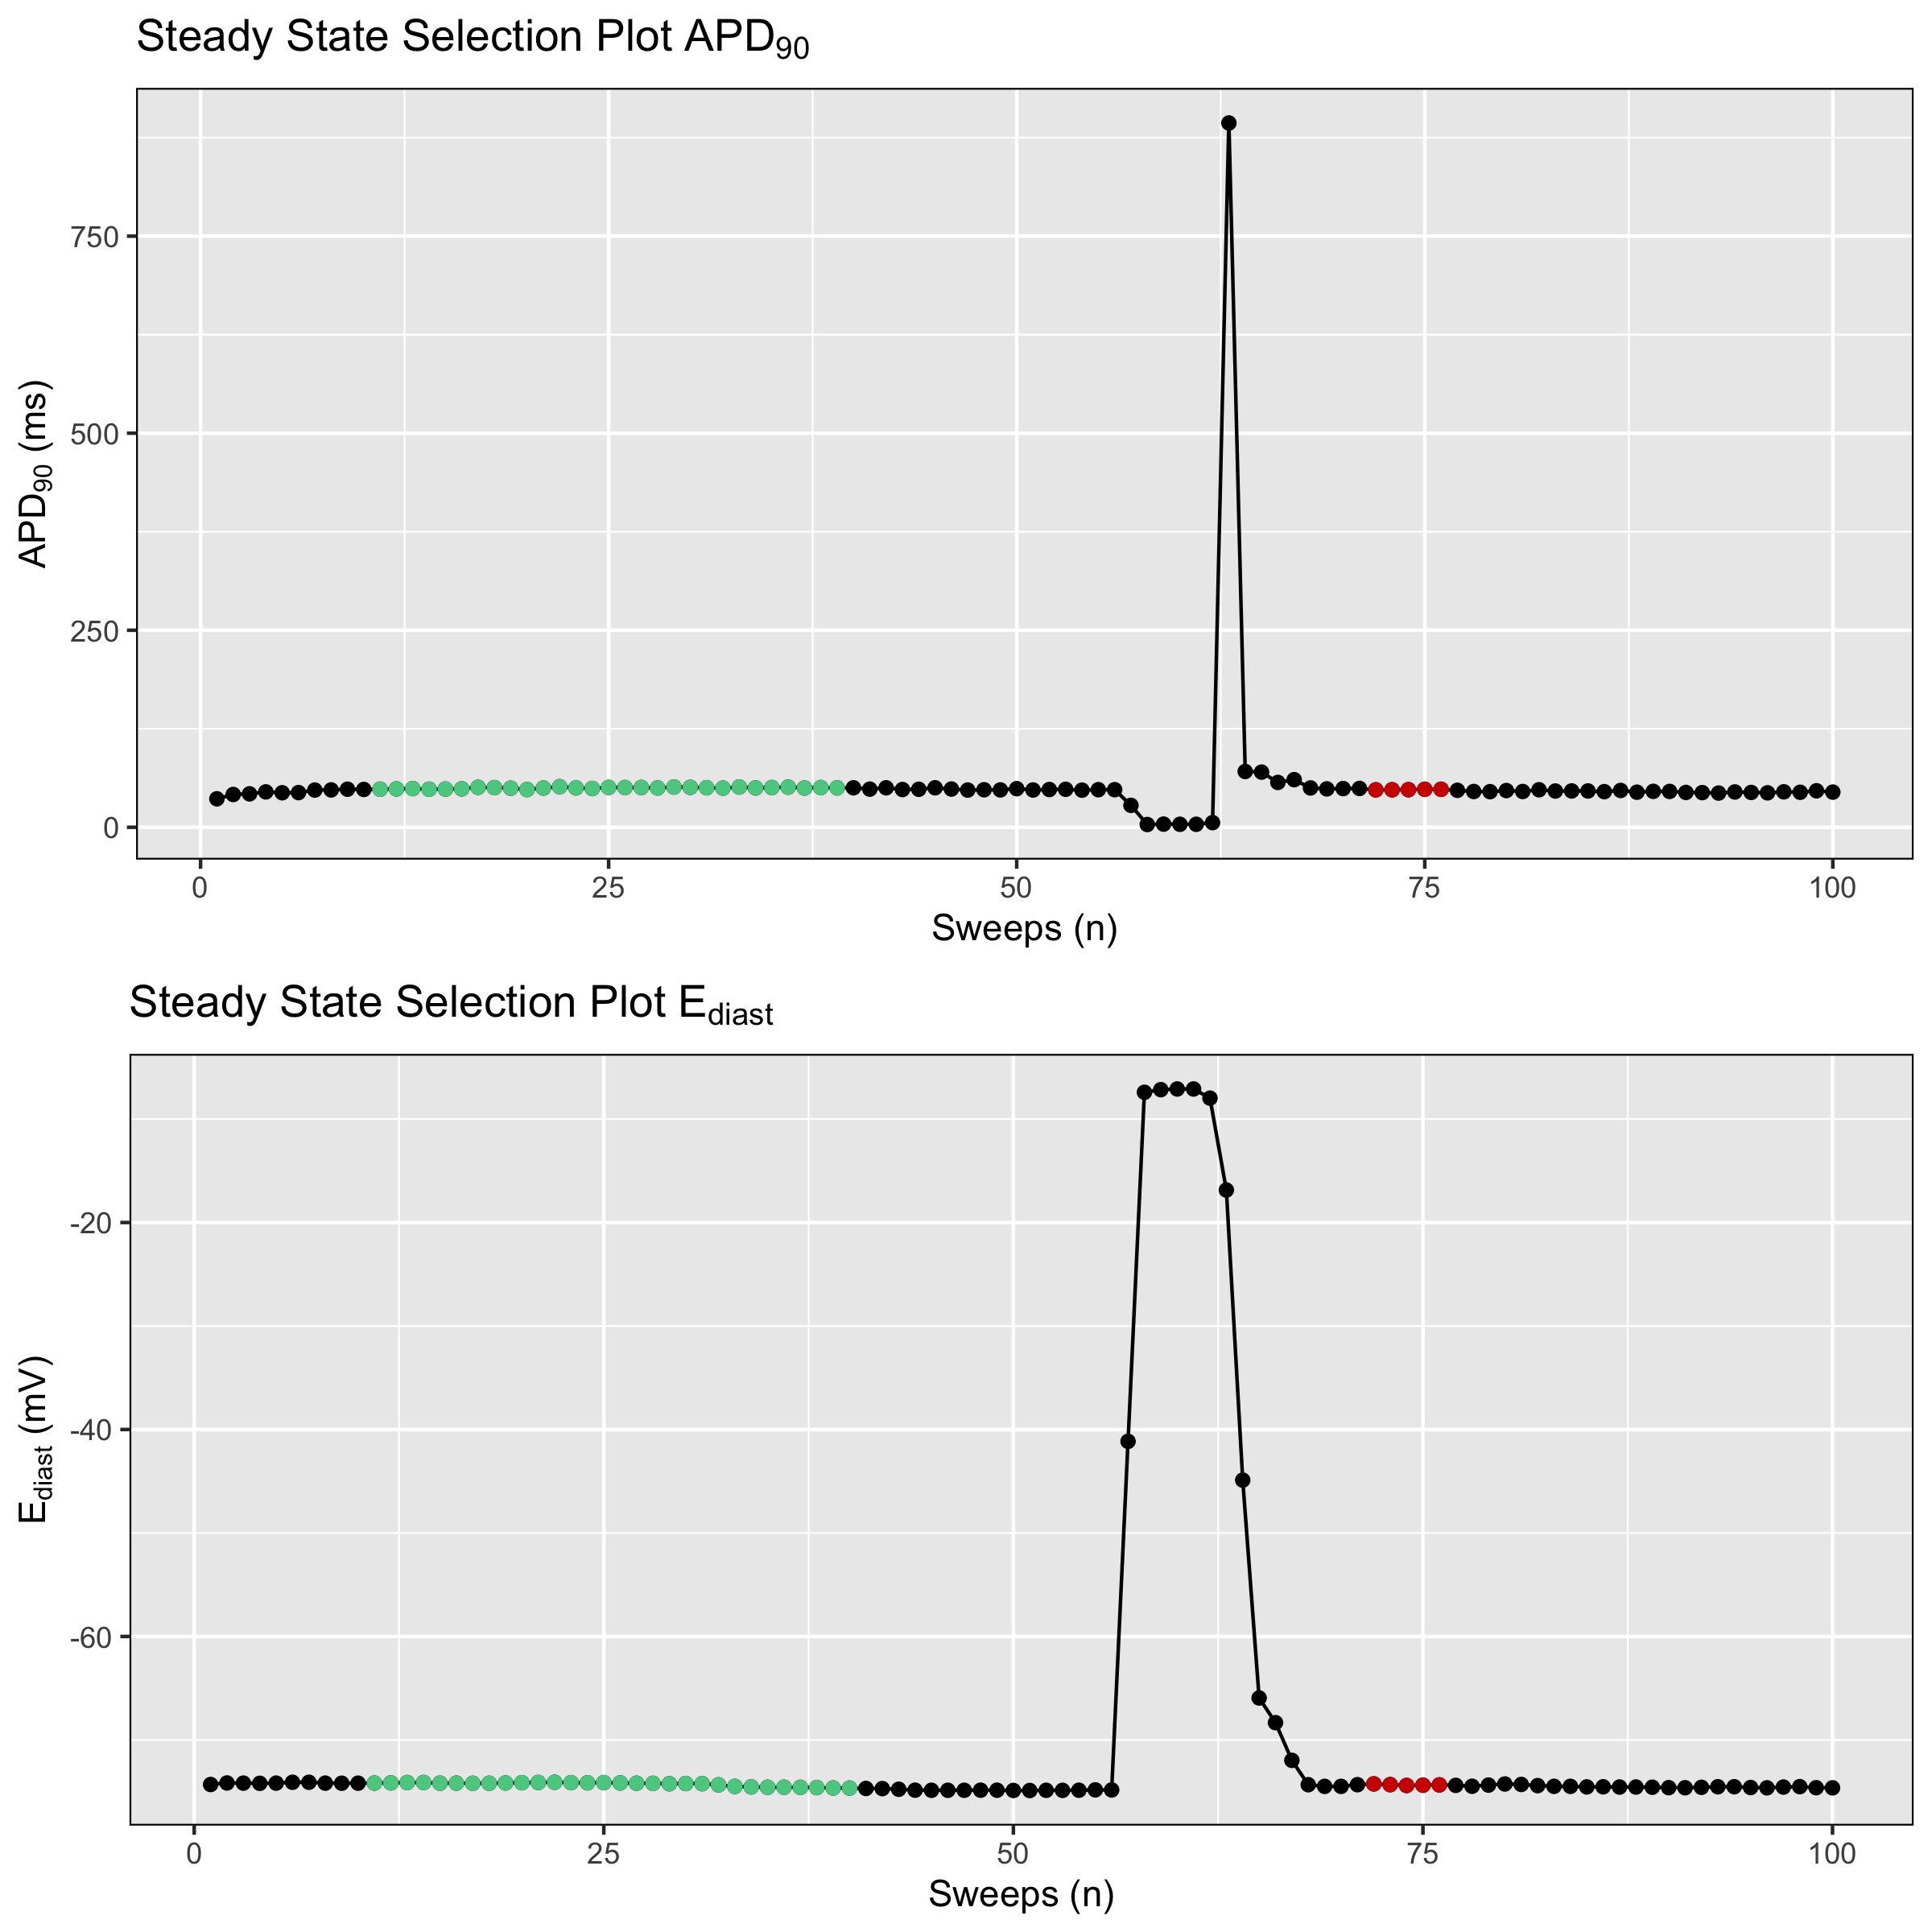 Steady State Selection Plot APD90
APD90 (ms)
750
500
250
0
0 25 50 75 100
Sweeps (n)
Steady State Selection Plot Ediast
Ediast (mV)
-20
-40
-60
0 25 50 75 100
Sweeps (n)